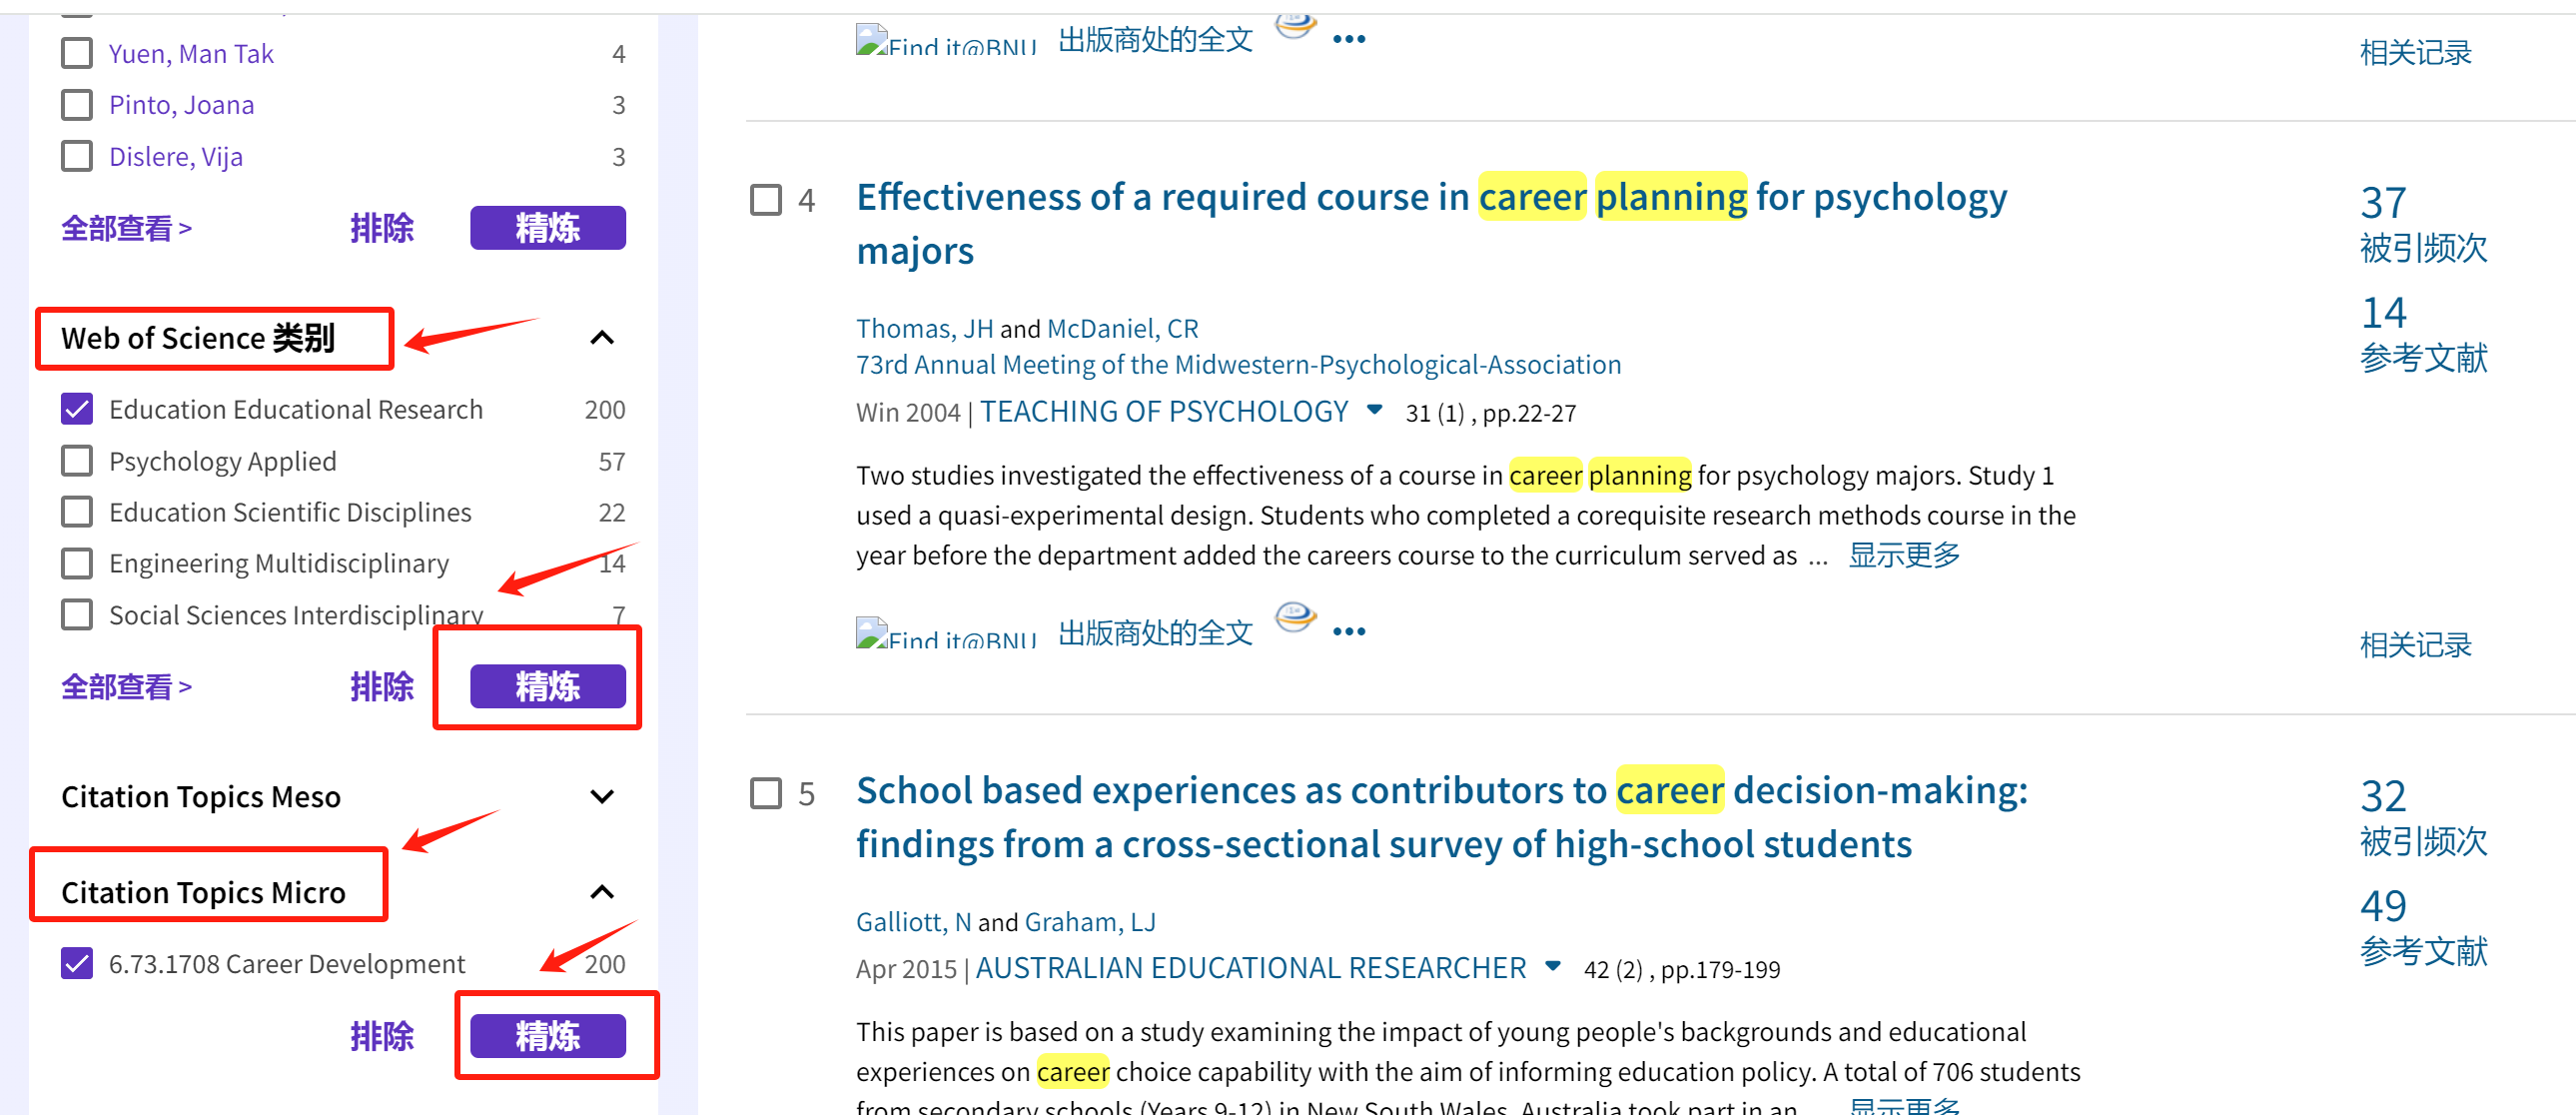 Yuen, Man Tak 4
Pinto, Joana 3
Dislere, Vija 3
全部查看 > 排除 精炼
Web of Science 类别
Education Educational Research 200
Psychology Applied 57
Education Scientific Disciplines 22
Engineering Multidisciplinary 14
Social Sciences Interdisciplinary 7
全部查看 > 排除 精炼
Citation Topics Meso
Citation Topics Micro
6.73.1708 Career Development 200
排除 精炼
Find it@BNU 出版商处的全文 •••
相关记录
4 Effectiveness of a required course in career planning for psychology
majors
Thomas, JH and McDaniel, CR
73rd Annual Meeting of the Midwestern-Psychological-Association
Win 2004 | TEACHING OF PSYCHOLOGY 31 (1) , pp.22-27
Two studies investigated the effectiveness of a course in career planning for psychology majors. Study 1
used a quasi-experimental design. Students who completed a corequisite research methods course in the
year before the department added the careers course to the curriculum served as ... 显示更多
Find it@BNU 出版商处的全文 •••
37
被引频次
14
参考文献
相关记录
5 School based experiences as contributors to career decision-making:
findings from a cross-sectional survey of high-school students
Galliott, N and Graham, LJ
Apr 2015 | AUSTRALIAN EDUCATIONAL RESEARCHER 42 (2) , pp.179-199
This paper is based on a study examining the impact of young people's backgrounds and educational
experiences on career choice capability with the aim of informing education policy. A total of 706 students
from secondary schools (Years 9-12) in New South Wales, Australia took part in an ... 显示更多
32
被引频次
49
参考文献